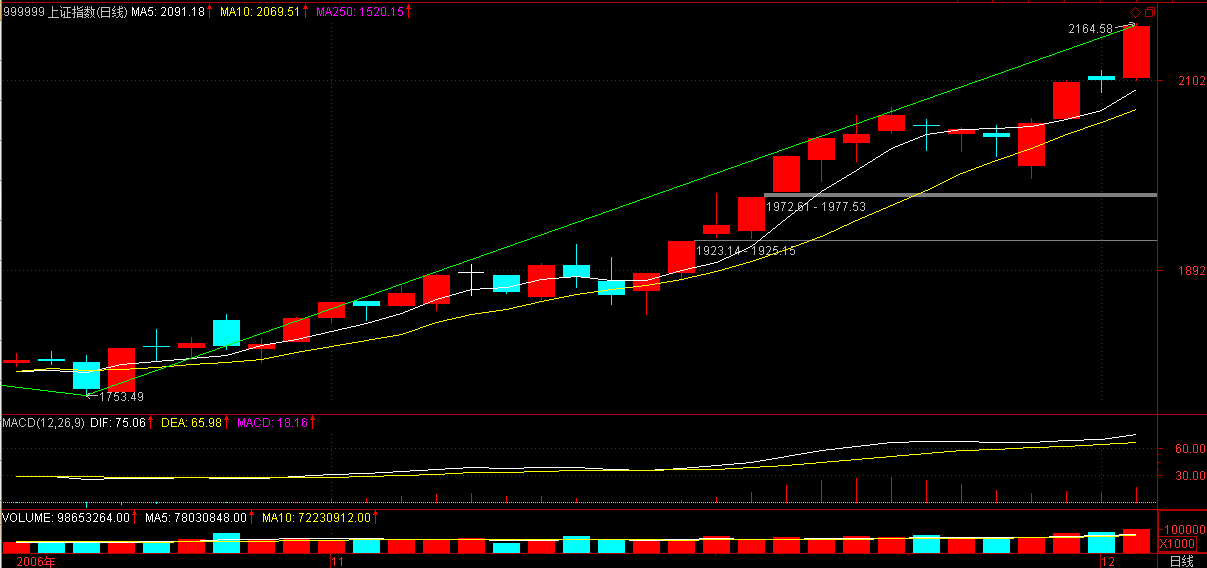 999999 上证指数(日线) MA5: 2091.18↑ MA10: 2069.51↑ MA250: 1520.15↑
2164.58
2102
1972.61 - 1977.53
1923.14 - 1925.15
1892
1753.49
MACD(12,26,9) DIF: 75.06↑ DEA: 65.98↑ MACD: 18.16↑
60.00
30.00
VOLUME: 98653264.00↑ MA5: 78030848.00↑ MA10: 72230912.00↑
100000
X1000
2006年 11 12 日线